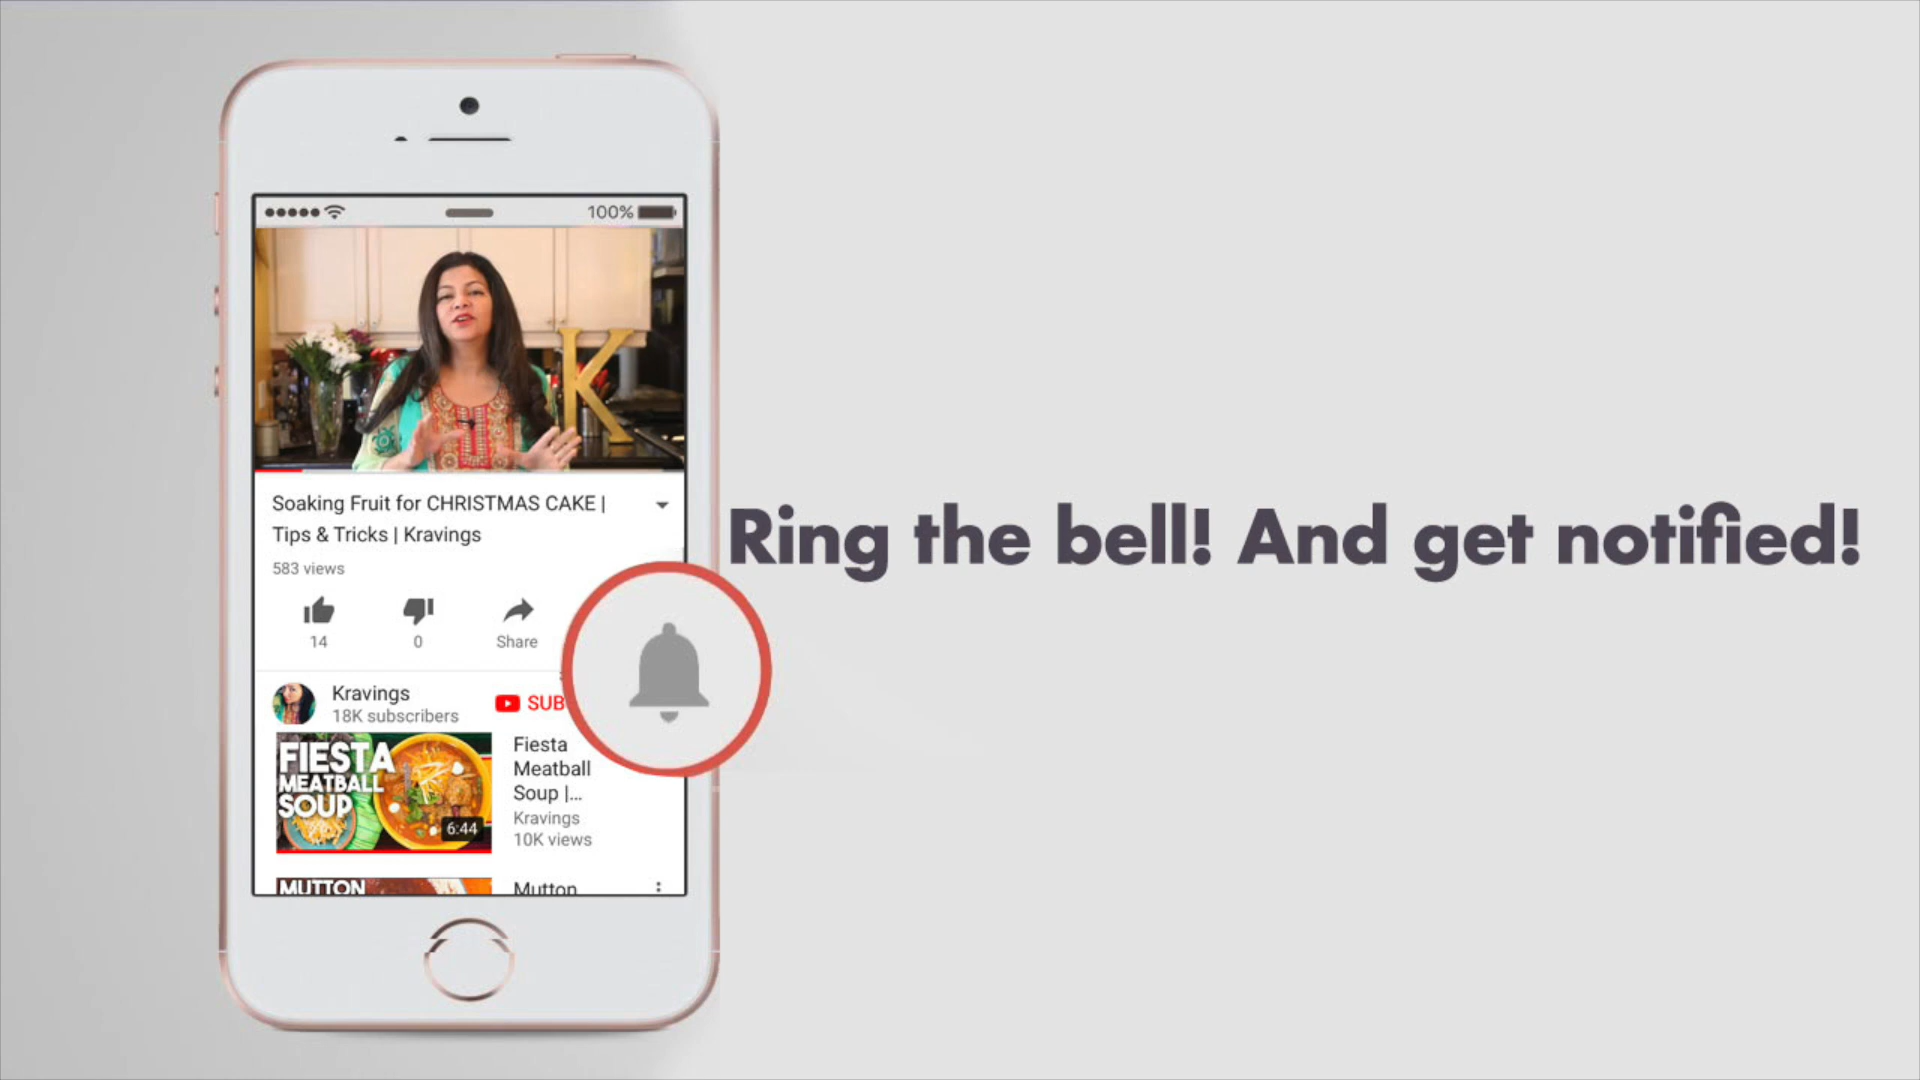 100%
K
Soaking Fruit for CHRISTMAS CAKE |
Tips & Tricks | Kravings
583 views
14
0
Share
Kravings
18K subscribers
SUB
FIESTA
MEATBALL
SOUP
6:44
Fiesta
Meatball
Soup |...
Kravings
10K views
MUTTON
Mutton
Ring the bell! And get notified!